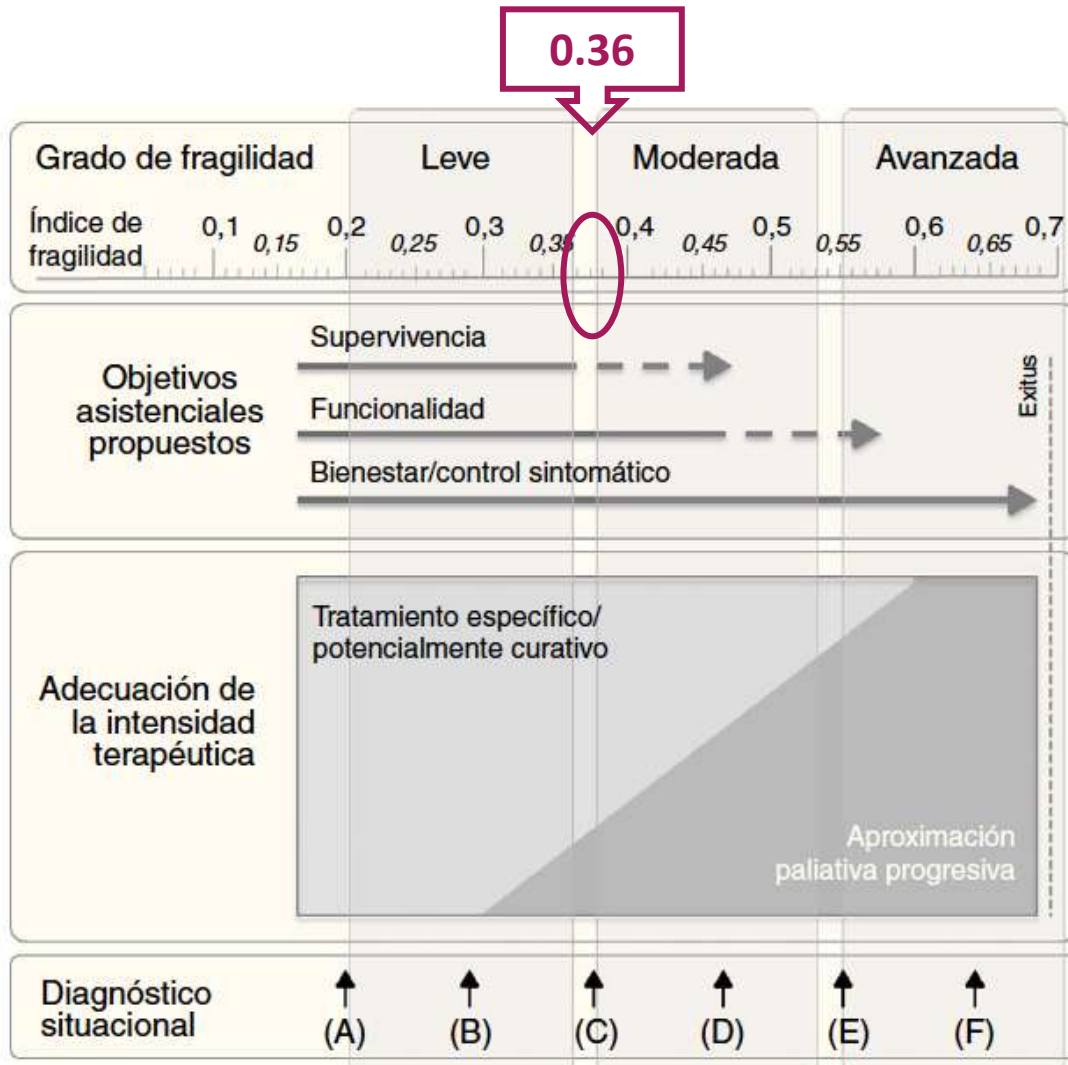 0.36
Grado de fragilidad Leve Moderada Avanzada
Índice de fragilidad 0,1 0,15 0,2 0,25 0,3 0,35 0,4 0,45 0,5 0,55 0,6 0,65 0,7
Objetivos
asistenciales
propuestos
Supervivencia
Funcionalidad
Bienestar/control sintomático
Exitus
Adecuación de
la intensidad
terapéutica
Tratamiento específico/
potencialmente curativo
Aproximación
paliativa progresiva
Diagnóstico
situacional
(A) (B) (C) (D) (E) (F)